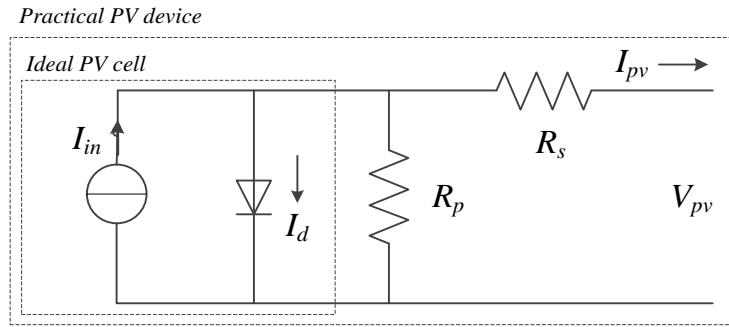 Practical PV device
Ideal PV cell
I_pv
I_in
R_s
I_d
R_p
V_pv